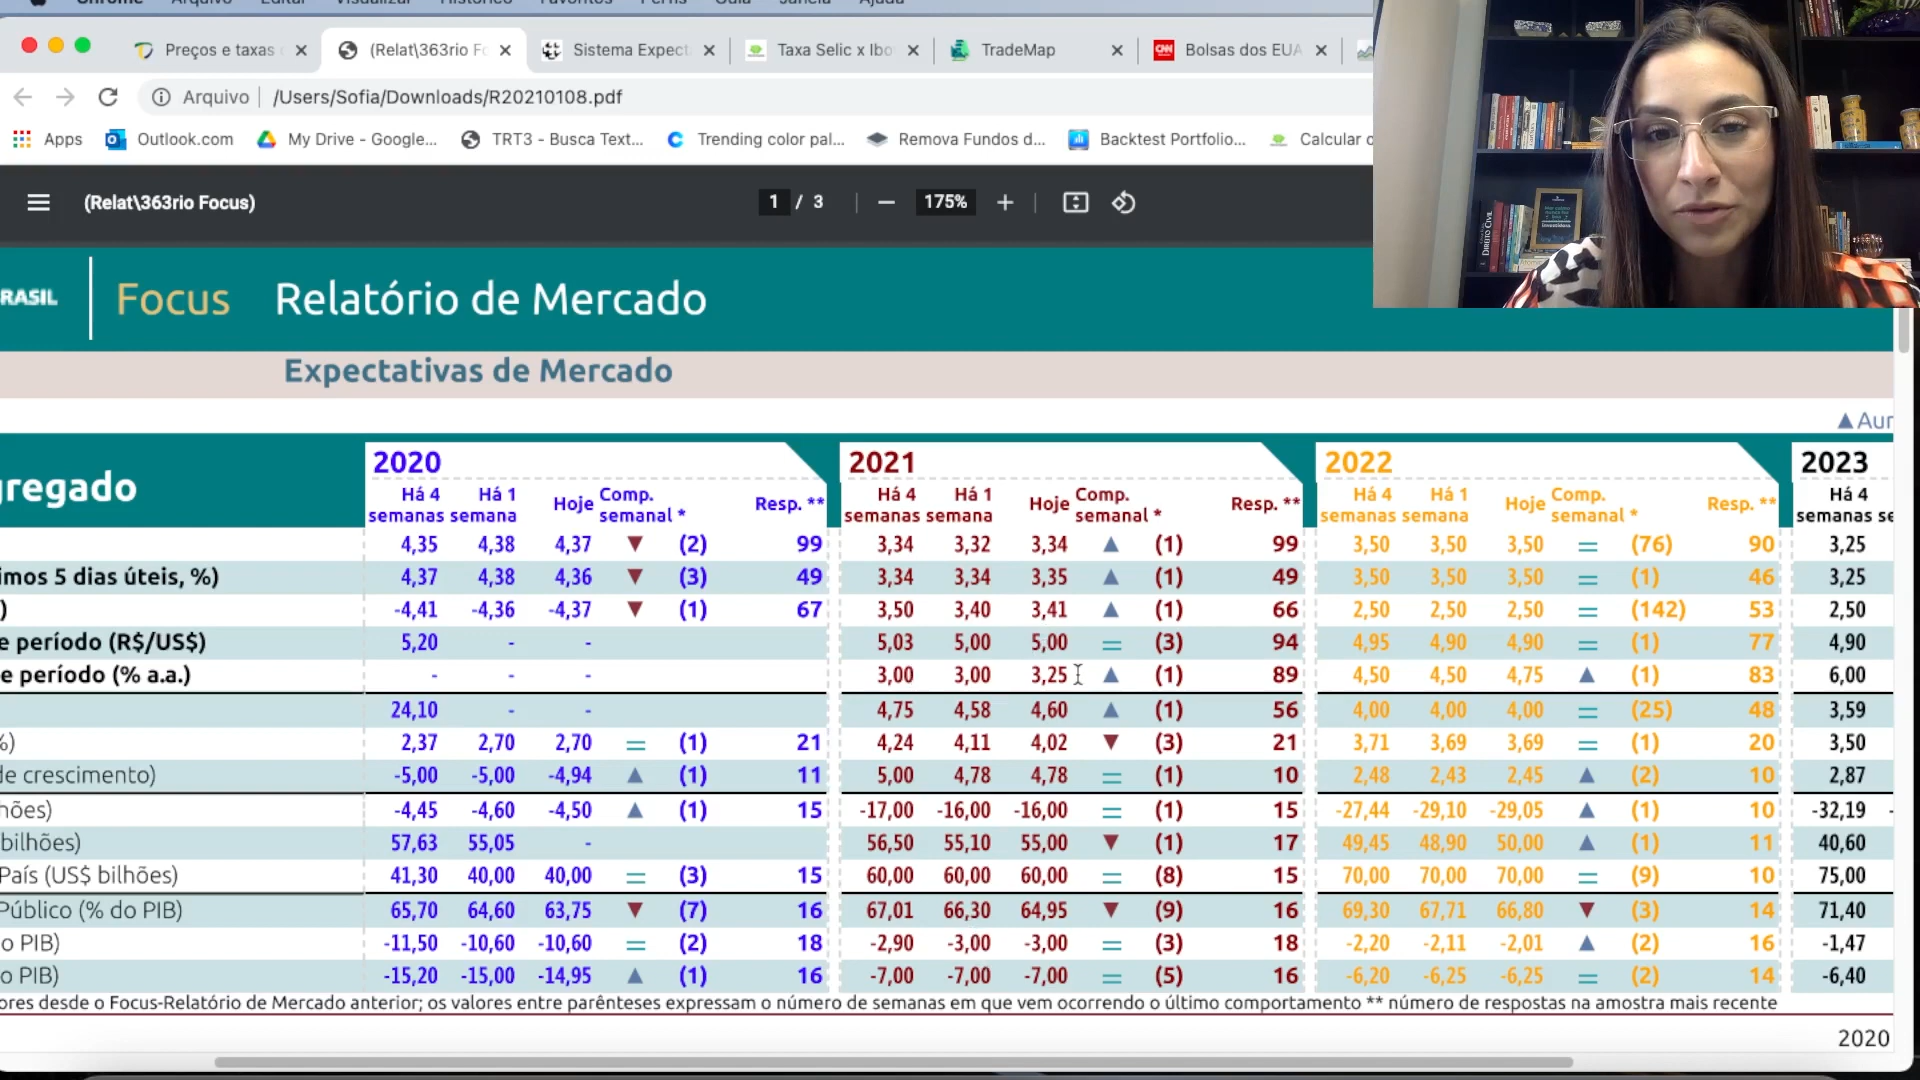 Chrome Arquivo Editar Visualizar Histórico Favoritos Perfis Guia Janela Ajuda
Preços e taxas (Relat\363rio Fo Sistema Expect Taxa Selic x Ibo TradeMap CNN Bolsas dos EUA
Arquivo /Users/Sofia/Downloads/R20210108.pdf
Apps Outlook.com My Drive - Google... TRT3 - Busca Text... Trending color pal... Remova Fundos d... Backtest Portfolio... Calcular
(Relat\363rio Focus) 1 / 3 — 175% +
RASIL Focus Relatório de Mercado
Expectativas de Mercado
▲Aur
gregado 2020 2021 2022 2023
Há 4 Há 1 Hoje Comp. Resp. ** Há 4 Há 1 Hoje Comp. Resp. ** Há 4 Há 1 Hoje Comp. Resp. ** Há 4
semanas semana semanal * semanas semana semanal * semanas semana semanal * semanas se
4,35 4,38 4,37 ▼ (2) 99 3,34 3,32 3,34 ▲ (1) 99 3,50 3,50 3,50 = (76) 90 3,25
imos 5 dias úteis, %) 4,37 4,38 4,36 ▼ (3) 49 3,34 3,34 3,35 ▲ (1) 49 3,50 3,50 3,50 = (1) 46 3,25
) -4,41 -4,36 -4,37 ▼ (1) 67 3,50 3,40 3,41 ▲ (1) 66 2,50 2,50 2,50 = (142) 53 2,50
e período (R$/US$) 5,20 - - 5,03 5,00 5,00 = (3) 94 4,95 4,90 4,90 = (1) 77 4,90
e período (% a.a.) - - - 3,00 3,00 3,25 ▲ (1) 89 4,50 4,50 4,75 ▲ (1) 83 6,00
24,10 - - 4,75 4,58 4,60 ▲ (1) 56 4,00 4,00 4,00 = (25) 48 3,59
%) 2,37 2,70 2,70 = (1) 21 4,24 4,11 4,02 ▼ (3) 21 3,71 3,69 3,69 = (1) 20 3,50
de crescimento) -5,00 -5,00 -4,94 ▲ (1) 11 5,00 4,78 4,78 = (1) 10 2,48 2,43 2,45 ▲ (2) 10 2,87
hões) -4,45 -4,60 -4,50 ▲ (1) 15 -17,00 -16,00 -16,00 = (1) 15 -27,44 -29,10 -29,05 ▲ (1) 10 -32,19 -
bilhões) 57,63 55,05 - 56,50 55,10 55,00 ▼ (1) 17 49,45 48,90 50,00 ▲ (1) 11 40,60
País (US$ bilhões) 41,30 40,00 40,00 = (3) 15 60,00 60,00 60,00 = (8) 15 70,00 70,00 70,00 = (9) 10 75,00
Público (% do PIB) 65,70 64,60 63,75 ▼ (7) 16 67,01 66,30 64,95 ▼ (9) 16 69,30 67,71 66,80 ▼ (3) 14 71,40
o PIB) -11,50 -10,60 -10,60 = (2) 18 -2,90 -3,00 -3,00 = (3) 18 -2,20 -2,11 -2,01 ▲ (2) 16 -1,47
o PIB) -15,20 -15,00 -14,95 ▲ (1) 16 -7,00 -7,00 -7,00 = (5) 16 -6,20 -6,25 -6,25 = (2) 14 -6,40
ores desde o Focus-Relatório de Mercado anterior; os valores entre parênteses expressam o número de semanas em que vem ocorrendo o último comportamento ** número de respostas na amostra mais recente
2020
DIREITO CIVIL